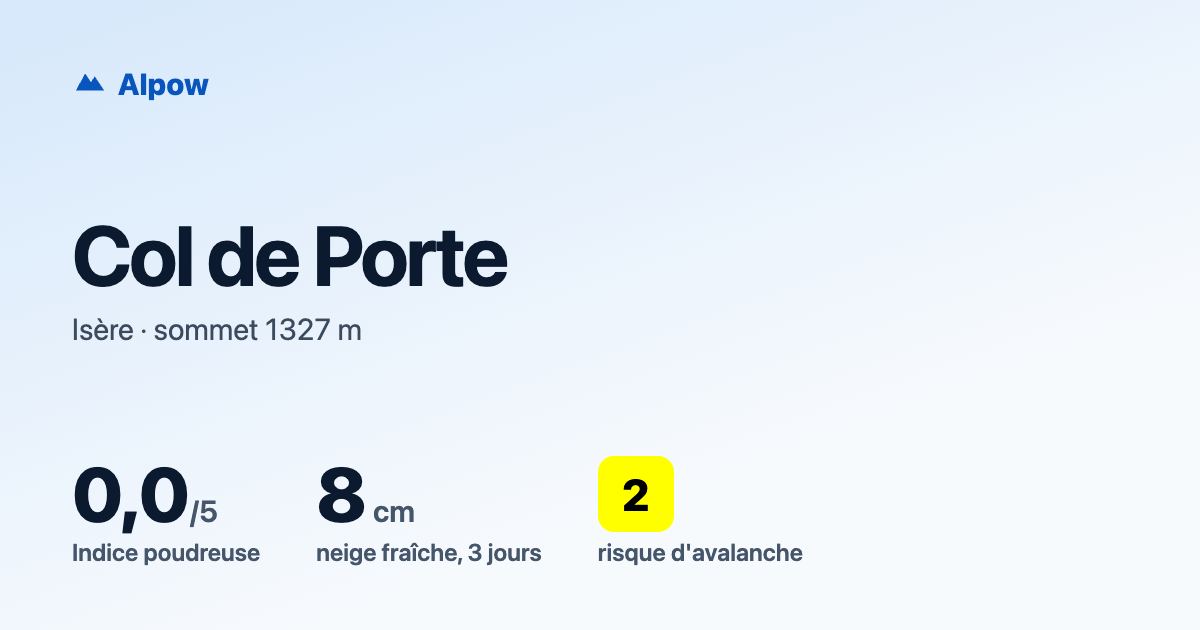 Alpow
Col de Porte
Isère · sommet 1327 m
0,0/5
Indice poudreuse
8 cm
neige fraîche, 3 jours
2
risque d'avalanche